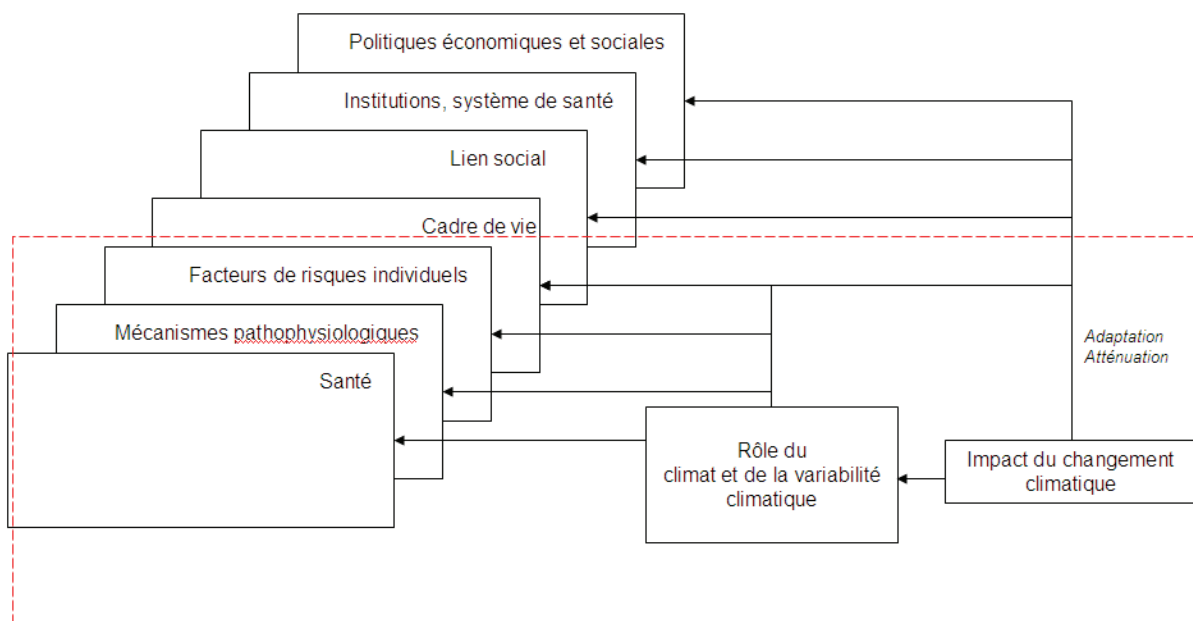 Politiques économiques et sociales
Institutions, système de santé
Lien social
Cadre de vie
Facteurs de risques individuels
Mécanismes pathophysiologiques
Santé
Adaptation
Atténuation
Rôle du
climat et de la variabilité
climatique
Impact du changement
climatique